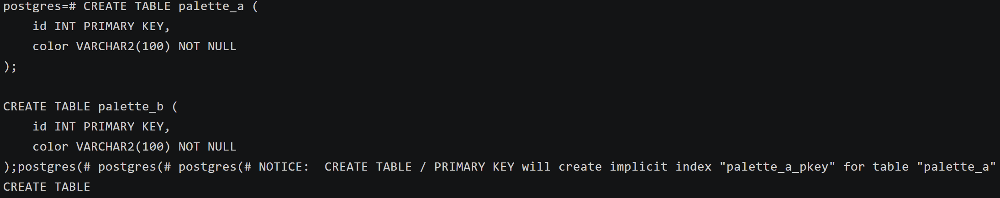 postgres=# CREATE TABLE palette_a (
    id INT PRIMARY KEY,
    color VARCHAR2(100) NOT NULL
);

CREATE TABLE palette_b (
    id INT PRIMARY KEY,
    color VARCHAR2(100) NOT NULL
);postgres(# postgres(# postgres(# NOTICE:  CREATE TABLE / PRIMARY KEY will create implicit index "palette_a_pkey" for table "palette_a"
CREATE TABLE